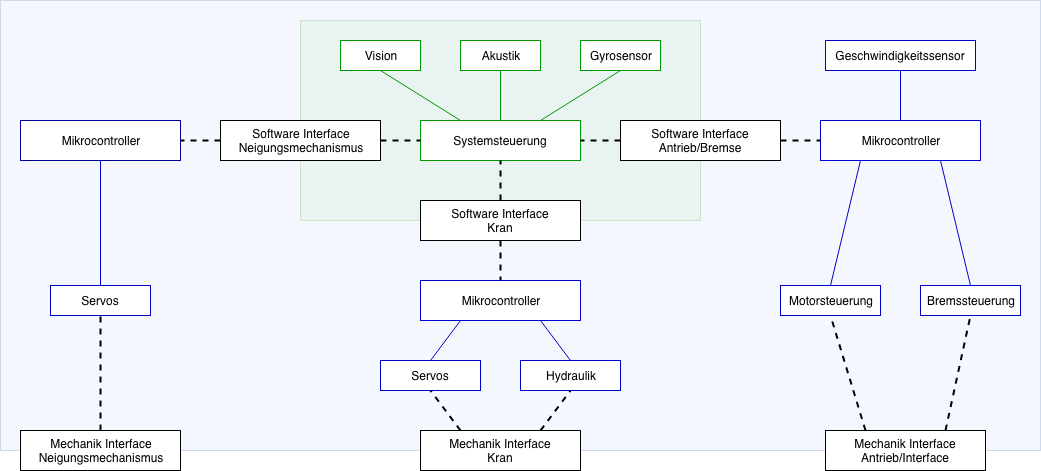 Vision
Akustik
Gyrosensor
Geschwindigkeitssensor
Mikrocontroller
Software Interface
Neigungsmechanismus
Systemsteuerung
Software Interface
Antrieb/Bremse
Mikrocontroller
Software Interface
Kran
Servos
Mikrocontroller
Motorsteuerung
Bremssteuerung
Servos
Hydraulik
Mechanik Interface
Neigungsmechanismus
Mechanik Interface
Kran
Mechanik Interface
Antrieb/Interface